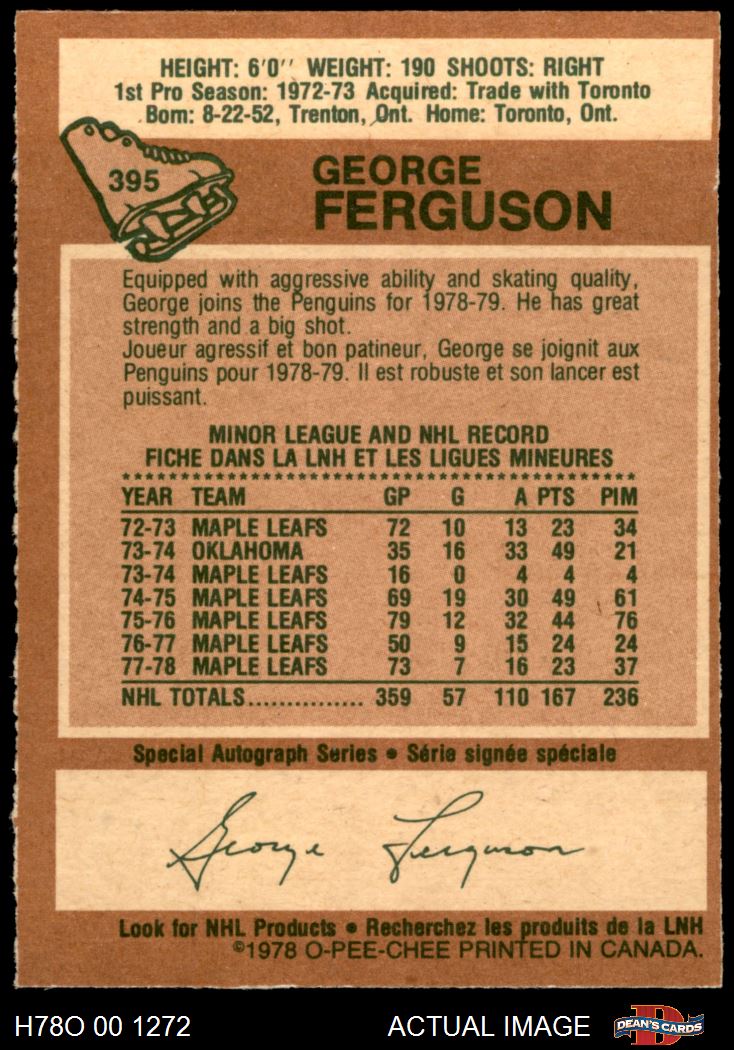 HEIGHT: 6'0'' WEIGHT: 190 SHOOTS: RIGHT
1st Pro Season: 1972-73 Acquired: Trade with Toronto
Born: 8-22-52, Trenton, Ont. Home: Toronto, Ont.
395
GEORGE
FERGUSON
Equipped with aggressive ability and skating quality,
George joins the Penguins for 1978-79. He has great
strength and a big shot.
Joueur agressif et bon patineur, George se joignit aux
Penguins pour 1978-79. Il est robuste et son lancer est
puissant.
MINOR LEAGUE AND NHL RECORD
FICHE DANS LA LNH ET LES LIGUES MINEURES
YEAR TEAM GP G A PTS PIM
72-73 MAPLE LEAFS 72 10 13 23 34
73-74 OKLAHOMA 35 16 33 49 21
73-74 MAPLE LEAFS 16 0 4 4 4
74-75 MAPLE LEAFS 69 19 30 49 61
75-76 MAPLE LEAFS 79 12 32 44 76
76-77 MAPLE LEAFS 50 9 15 24 24
77-78 MAPLE LEAFS 73 7 16 23 37
NHL TOTALS............... 359 57 110 167 236
Special Autograph Series • Série signée spéciale
George Ferguson
Look for NHL Products • Recherchez les produits de la LNH
©1978 O-PEE-CHEE PRINTED IN CANADA.
H78O 00 1272 ACTUAL IMAGE DEAN'S CARDS